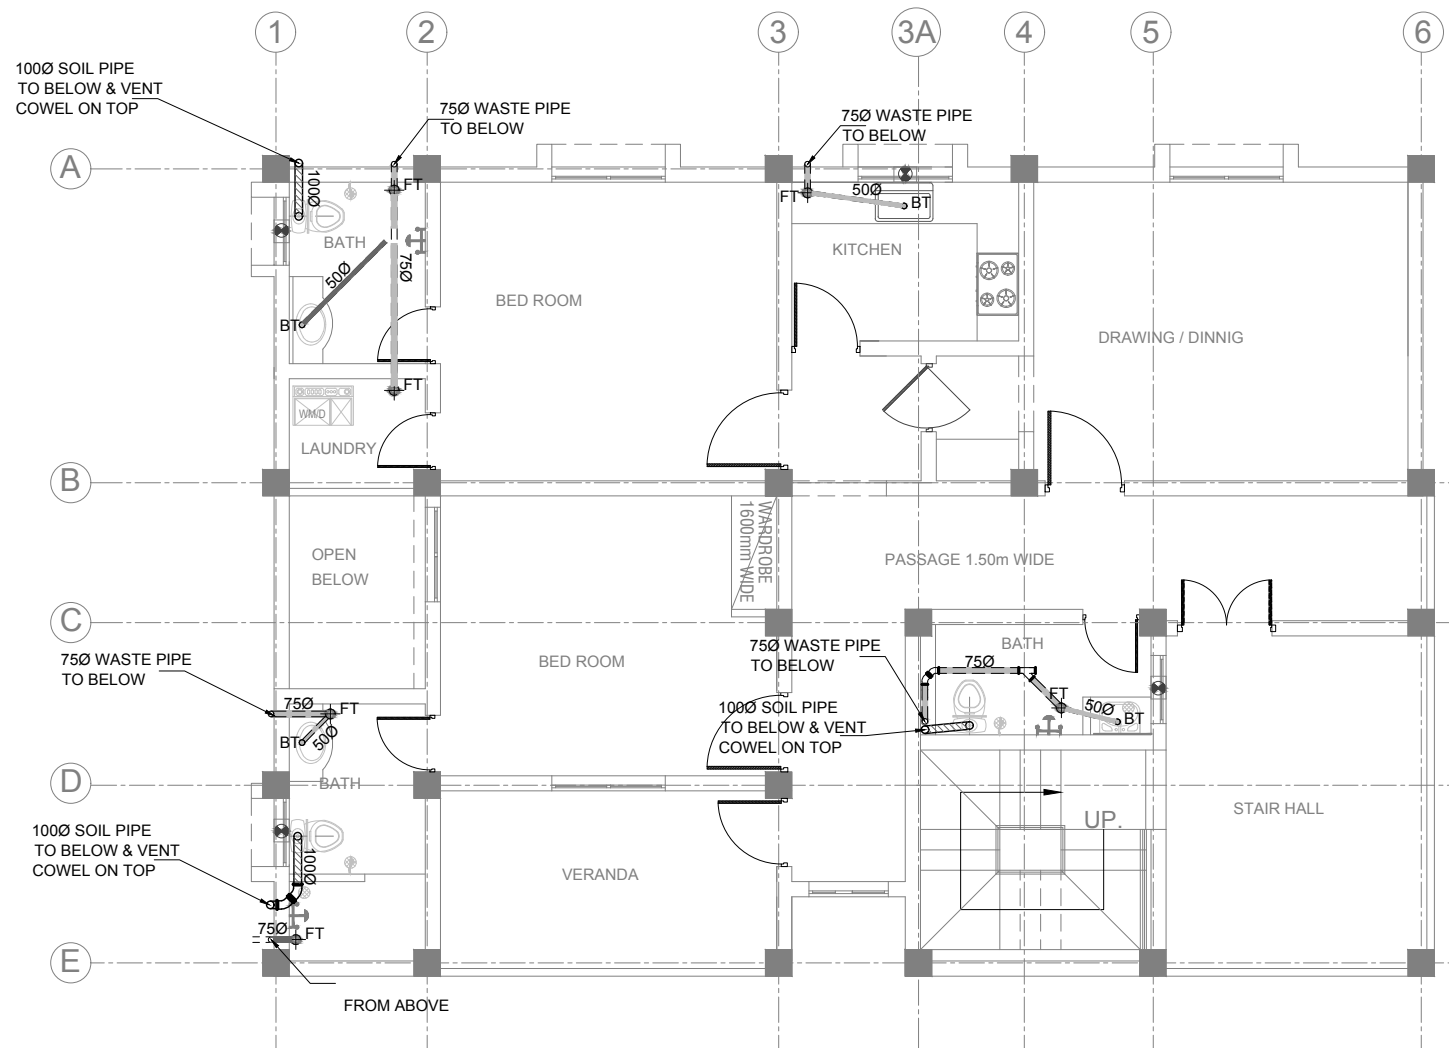 1
2
3
3A
4
5
6
100Ø SOIL PIPE
TO BELOW & VENT
COWEL ON TOP
75Ø WASTE PIPE
TO BELOW
75Ø WASTE PIPE
TO BELOW
A
FT
100Ø
FT
50Ø
BT
BATH
75Ø
50Ø
KITCHEN
BED ROOM
BT
DRAWING / DINNIG
FT
WM/D
LAUNDRY
B
WARDROBE
1600mm WIDE
OPEN
BELOW
PASSAGE 1.50m WIDE
C
75Ø WASTE PIPE
TO BELOW
BED ROOM
75Ø WASTE PIPE
TO BELOW
BATH
75Ø
FT
50Ø
BT
75Ø
FT
BT
50Ø
100Ø SOIL PIPE
TO BELOW & VENT
COWEL ON TOP
D
BATH
STAIR HALL
UP.
100Ø SOIL PIPE
TO BELOW & VENT
COWEL ON TOP
100Ø
VERANDA
75Ø
FT
E
FROM ABOVE